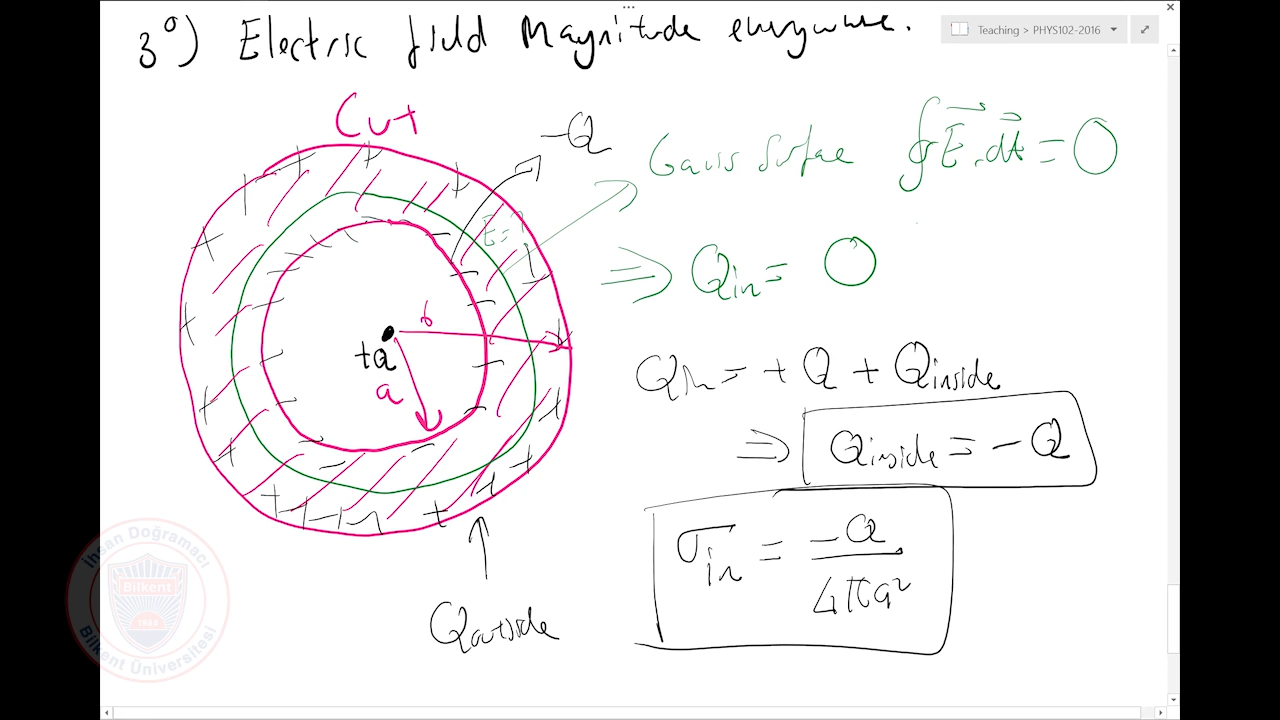 3°) Electric field Magnitude everywhere.
Teaching > PHYS102-2016
Cut
-Q
Gauss Surface ∮E⃗.dA⃗ = 0
E=?
⇒ Qin = 0
b
+Q
a
Qin = + Q + Qinside
⇒ Qinside = - Q
σin = -Q / 4πa²
Qoutside
İhsan Doğramacı
Bilkent
1984
Bilkent Üniversitesi